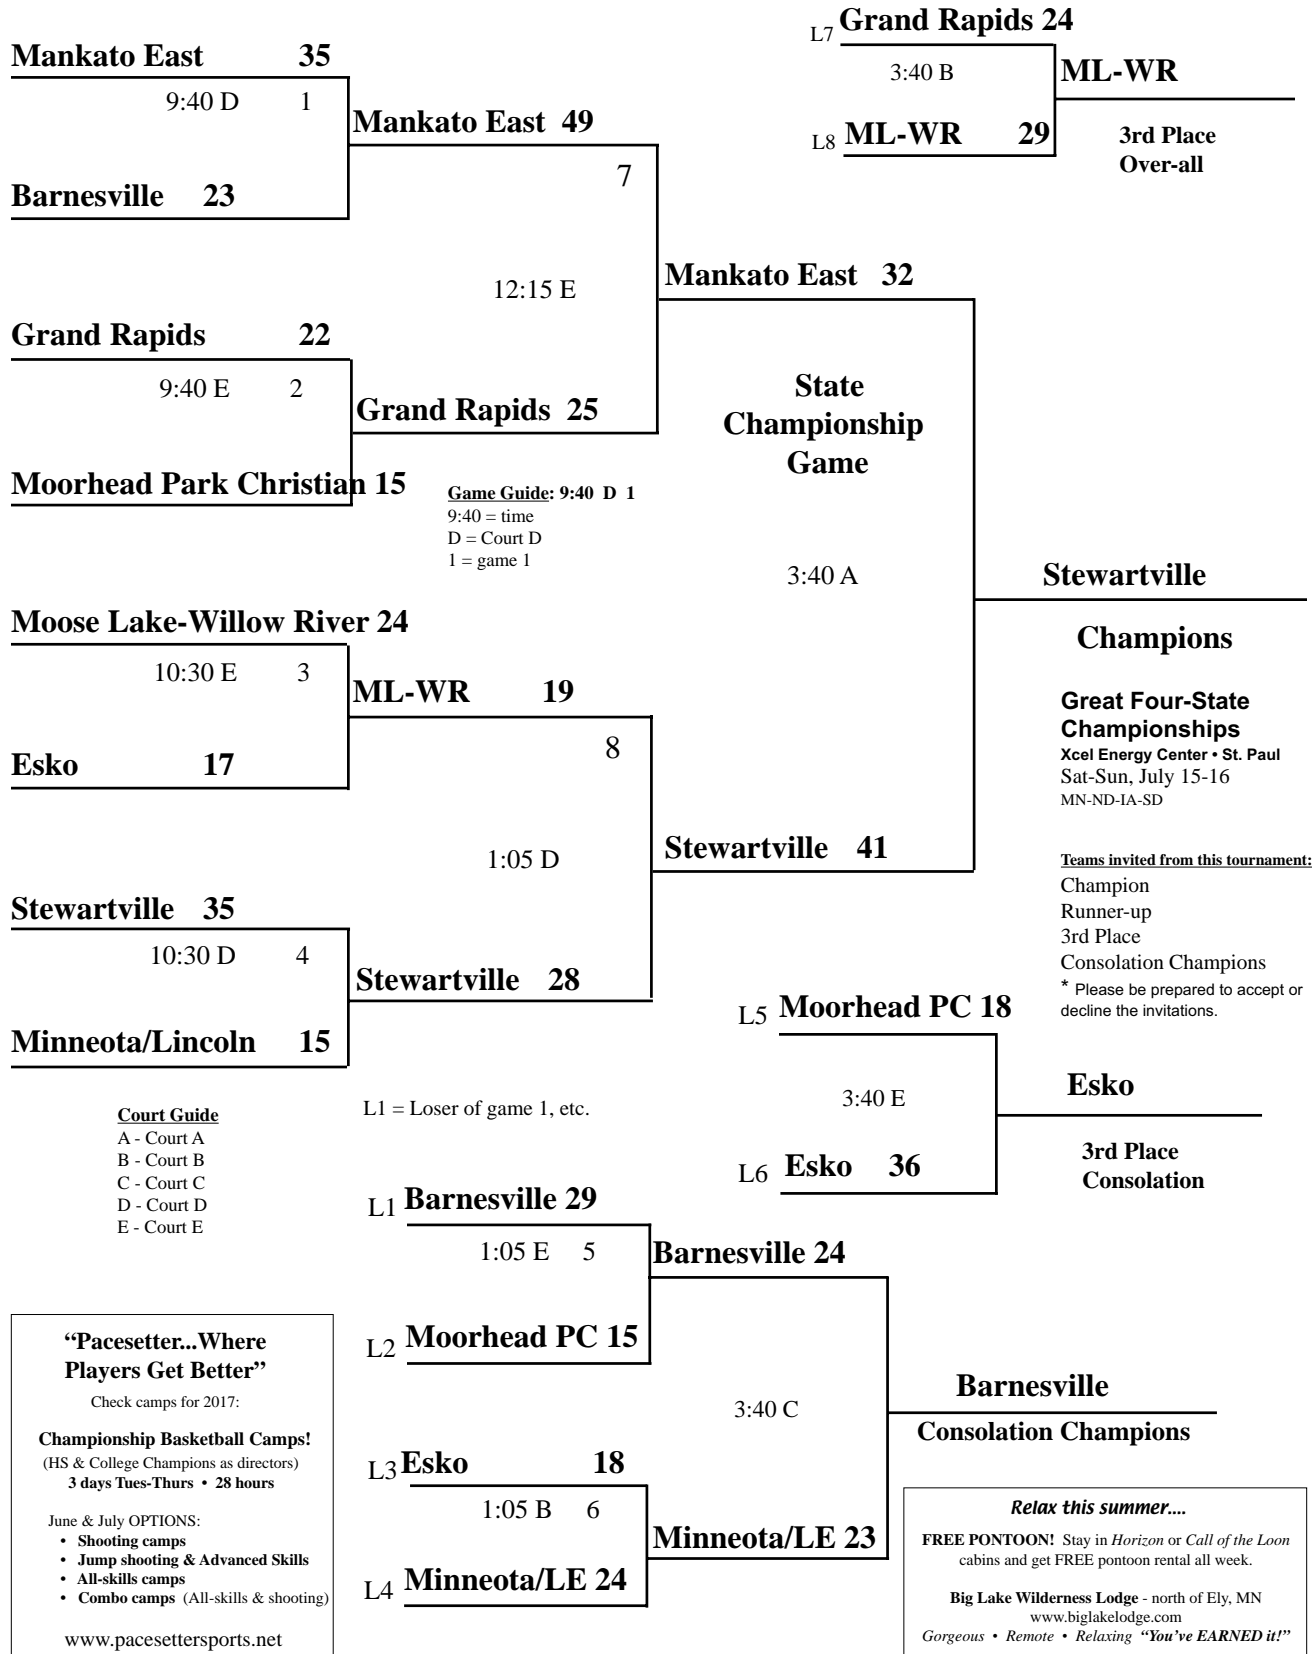 Mankato East 35
9:40 D 1
Barnesville 23
Mankato East 49
7
12:15 E
Grand Rapids 22
9:40 E 2
Moorhead Park Christian 15
Grand Rapids 25
Game Guide: 9:40 D 1
9:40 = time
D = Court D
1 = game 1
Moose Lake-Willow River 24
10:30 E 3
Esko 17
ML-WR 19
8
1:05 D
Stewartville 35
10:30 D 4
Minneota/Lincoln 15
Stewartville 28
Mankato East 32
State
Championship
Game
3:40 A
Stewartville 41
L7 Grand Rapids 24
3:40 B
L8 ML-WR 29
ML-WR
3rd Place
Over-all
Stewartville
Champions
Great Four-State
Championships
Xcel Energy Center • St. Paul
Sat-Sun, July 15-16
MN-ND-IA-SD
Teams invited from this tournament:
Champion
Runner-up
3rd Place
Consolation Champions
* Please be prepared to accept or
decline the invitations.
L5 Moorhead PC 18
3:40 E
L6 Esko 36
Esko
3rd Place
Consolation
Court Guide
A - Court A
B - Court B
C - Court C
D - Court D
E - Court E
L1 = Loser of game 1, etc.
L1 Barnesville 29
1:05 E 5
L2 Moorhead PC 15
Barnesville 24
3:40 C
L3 Esko 18
1:05 B 6
L4 Minneota/LE 24
Minneota/LE 23
Barnesville
Consolation Champions
“Pacesetter...Where
Players Get Better”
Check camps for 2017:
Championship Basketball Camps!
(HS & College Champions as directors)
3 days Tues-Thurs • 28 hours
June & July OPTIONS:
• Shooting camps
• Jump shooting & Advanced Skills
• All-skills camps
• Combo camps (All-skills & shooting)
www.pacesettersports.net
Relax this summer....
FREE PONTOON! Stay in Horizon or Call of the Loon
cabins and get FREE pontoon rental all week.
Big Lake Wilderness Lodge - north of Ely, MN
www.biglakelodge.com
Gorgeous • Remote • Relaxing “You’ve EARNED it!”